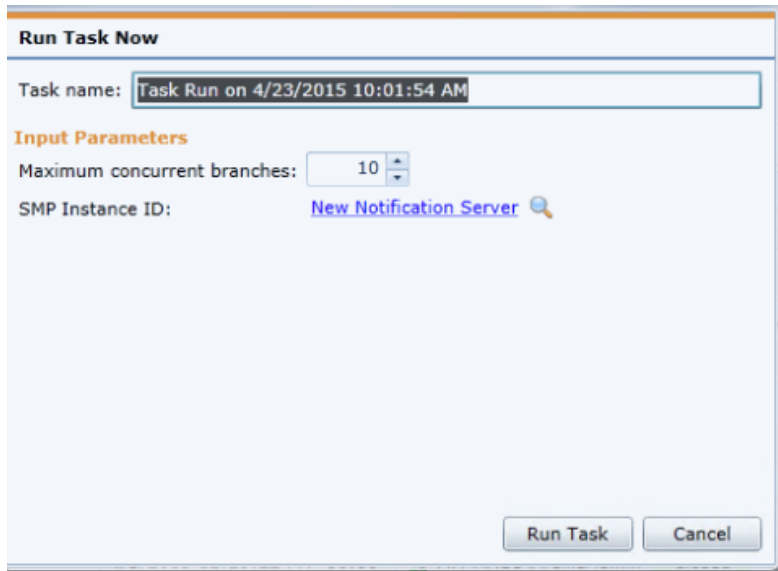 Run Task Now
Task name: Task Run on 4/23/2015 10:01:54 AM
Input Parameters
Maximum concurrent branches: 10
SMP Instance ID: New Notification Server
Run Task Cancel